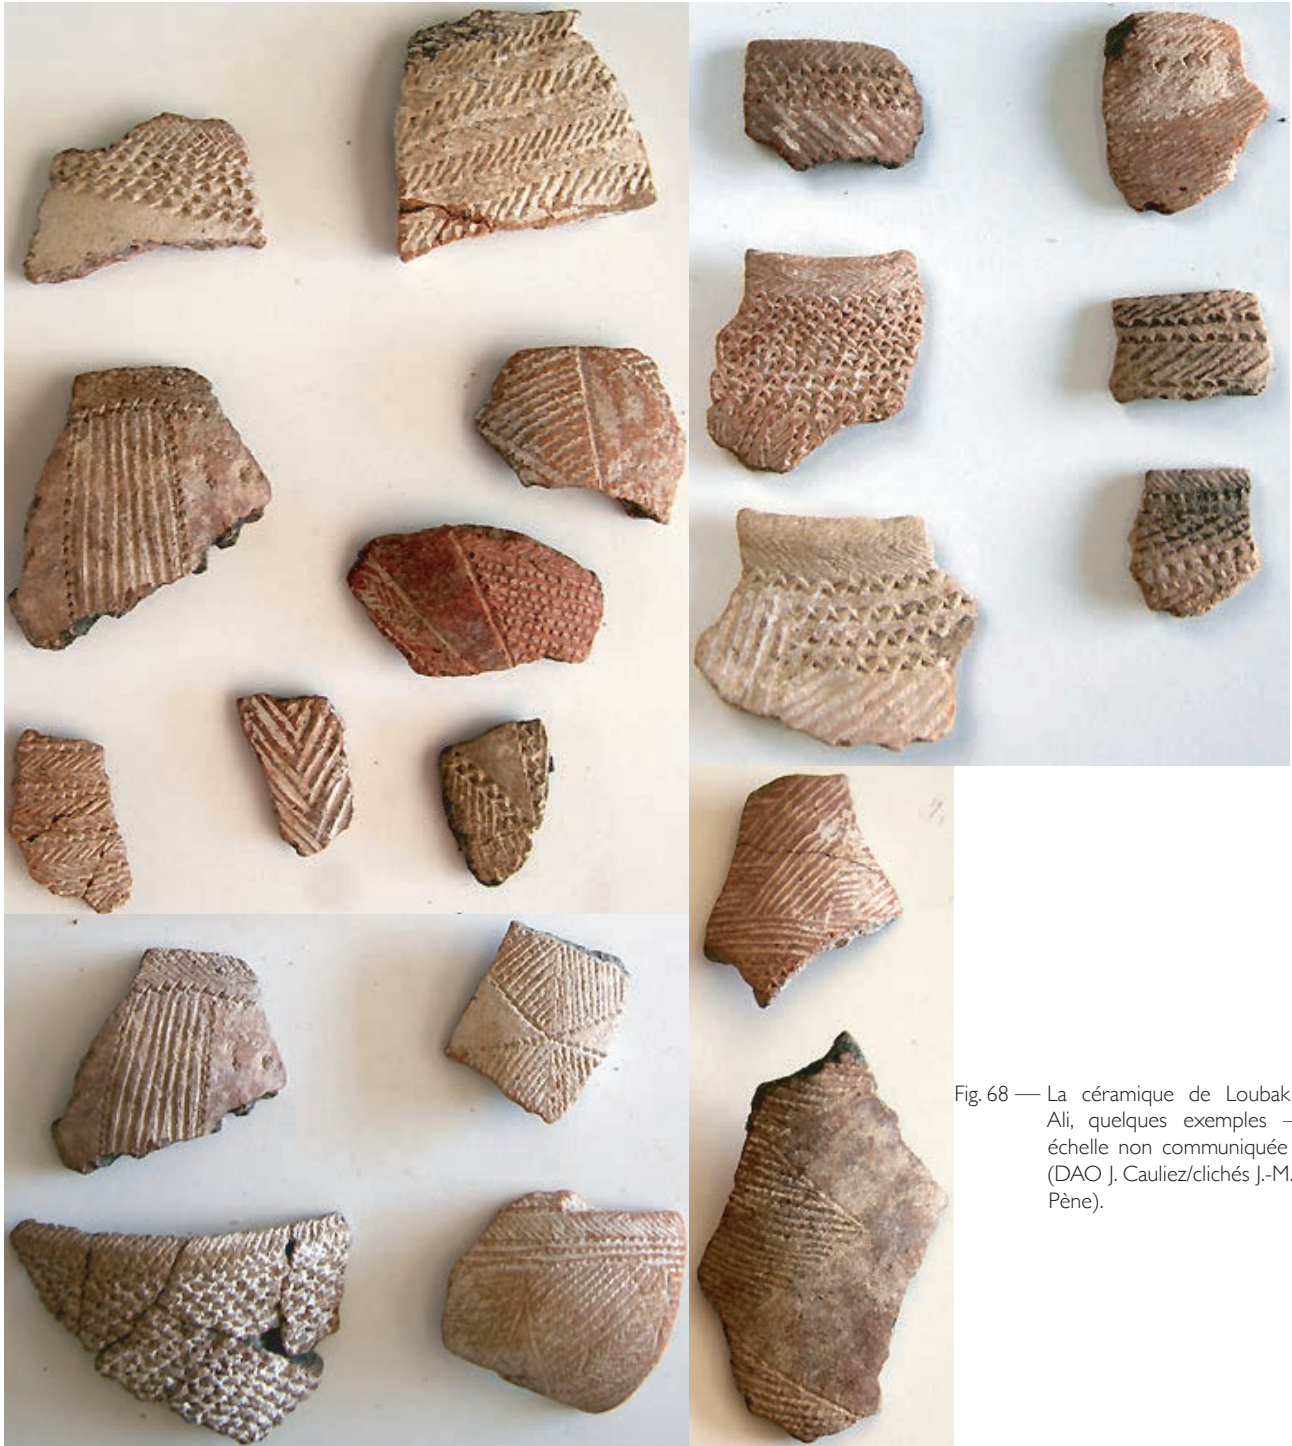 Fig. 68 — La céramique de Loubak
Ali, quelques exemples –
échelle non communiquée
(DAO J. Cauliez/clichés J.-M.
Pène).